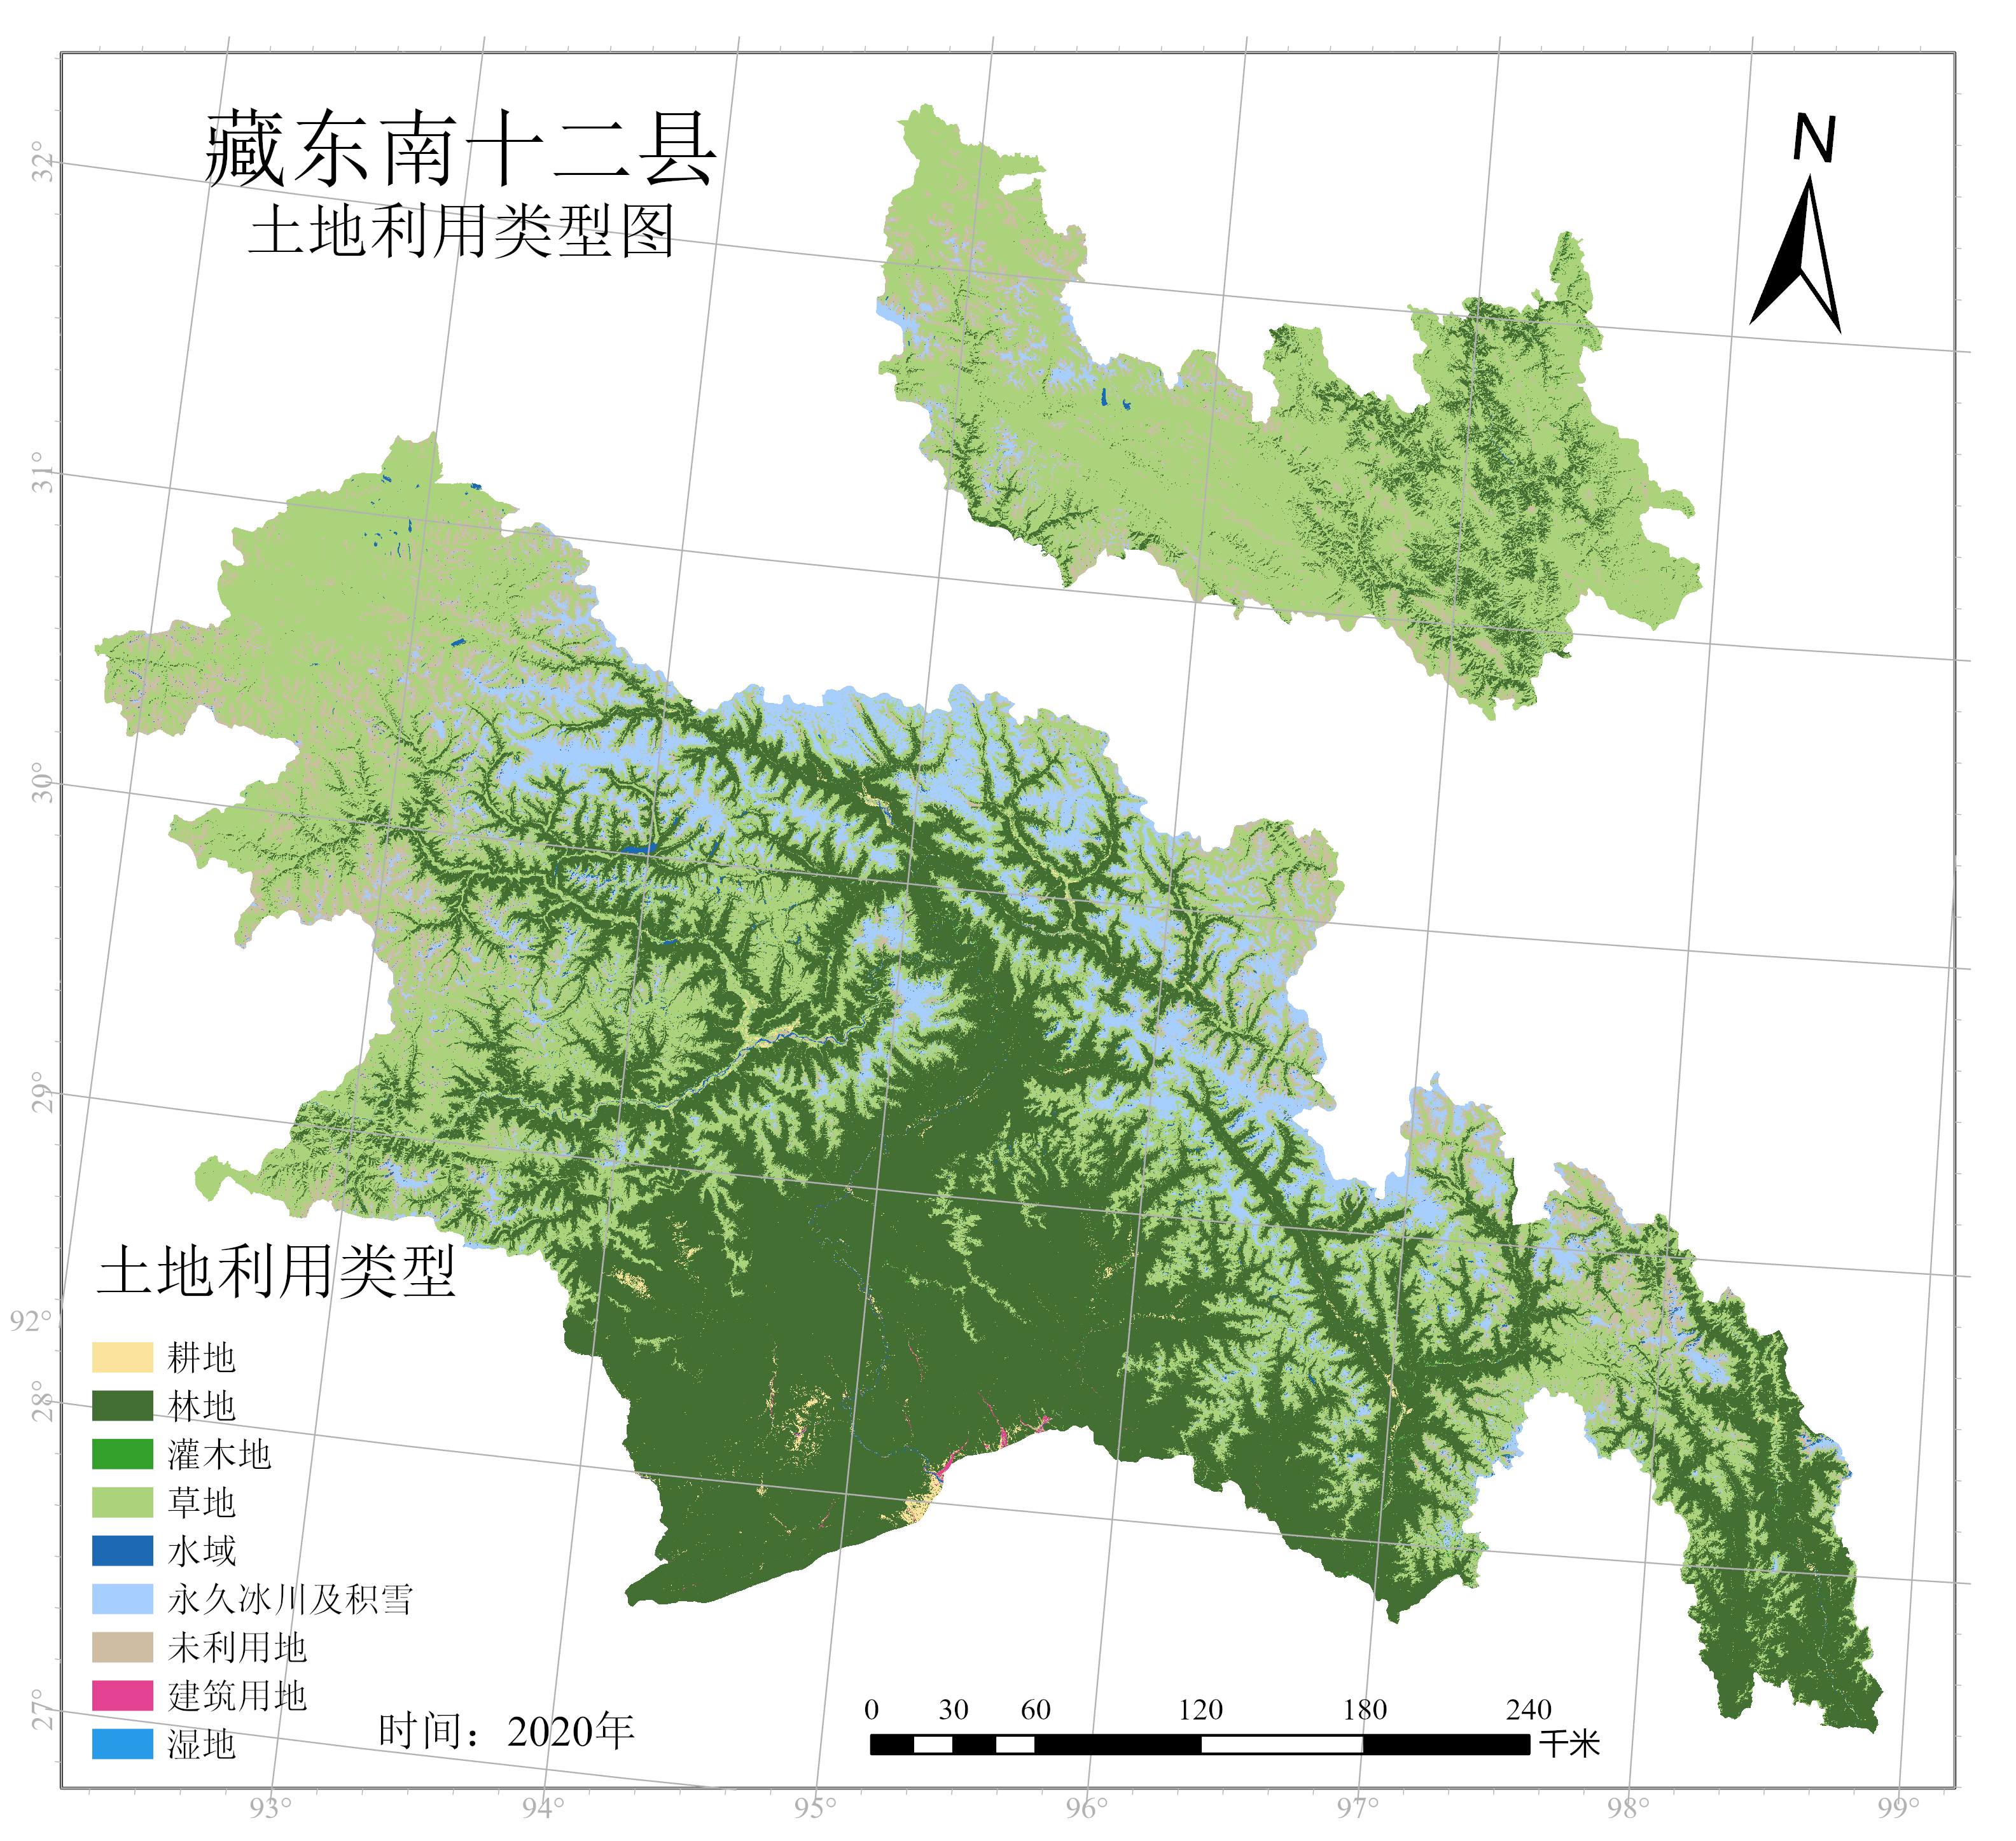 藏东南十二县
土地利用类型图
N
32°
31°
30°
29°
92°
28°
27°
土地利用类型
耕地
林地
灌木地
草地
水域
永久冰川及积雪
未利用地
建筑用地
湿地
时间：2020年
0 30 60 120 180 240
千米
93° 94° 95° 96° 97° 98° 99°